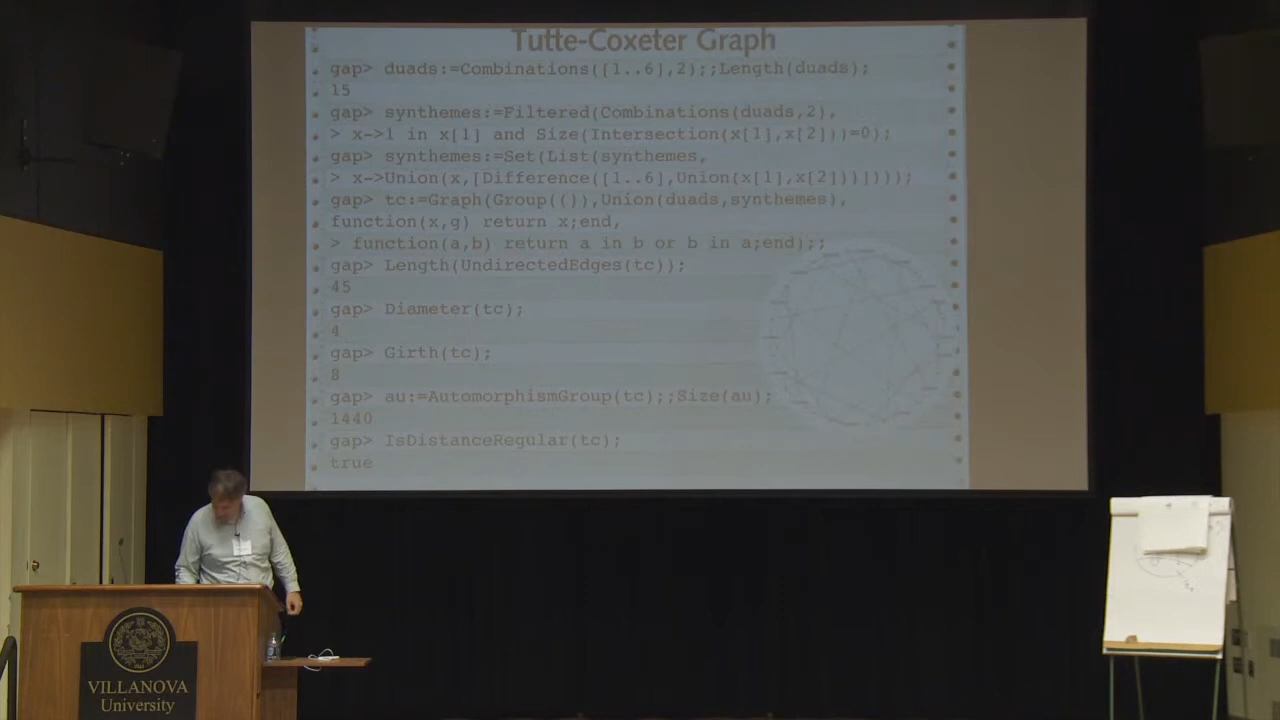 Tutte-Coxeter Graph
gap> duads:=Combinations([1..6],2);;Length(duads);
15
gap> synthemes:=Filtered(Combinations(duads,2),
> x->1 in x[1] and Size(Intersection(x[1],x[2]))=0);
gap> synthemes:=Set(List(synthemes,
> x->Union(x,[Difference([1..6],Union(x[1],x[2]))])));
gap> tc:=Graph(Group(()),Union(duads,synthemes),
function(x,g) return x;end,
> function(a,b) return a in b or b in a;end);;
gap> Length(UndirectedEdges(tc));
45
gap> Diameter(tc);
4
gap> Girth(tc);
8
gap> au:=AutomorphismGroup(tc);;Size(au);
1440
gap> IsDistanceRegular(tc);
true
VILLANOVA
University